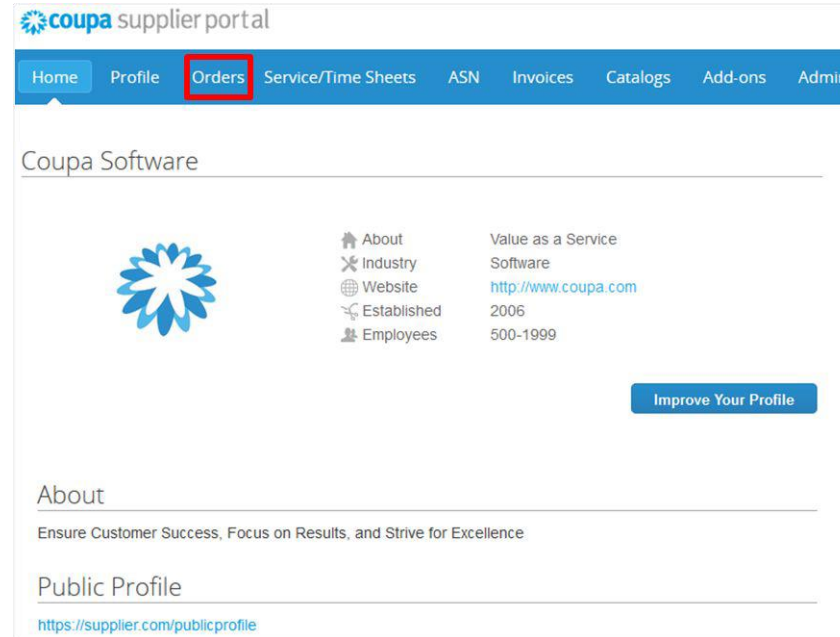 coupa supplier portal
Home Profile Orders Service/Time Sheets ASN Invoices Catalogs Add-ons Admi
Coupa Software
About Value as a Service
Industry Software
Website http://www.coupa.com
Established 2006
Employees 500-1999
Improve Your Profile
About
Ensure Customer Success, Focus on Results, and Strive for Excellence
Public Profile
https://supplier.com/publicprofile